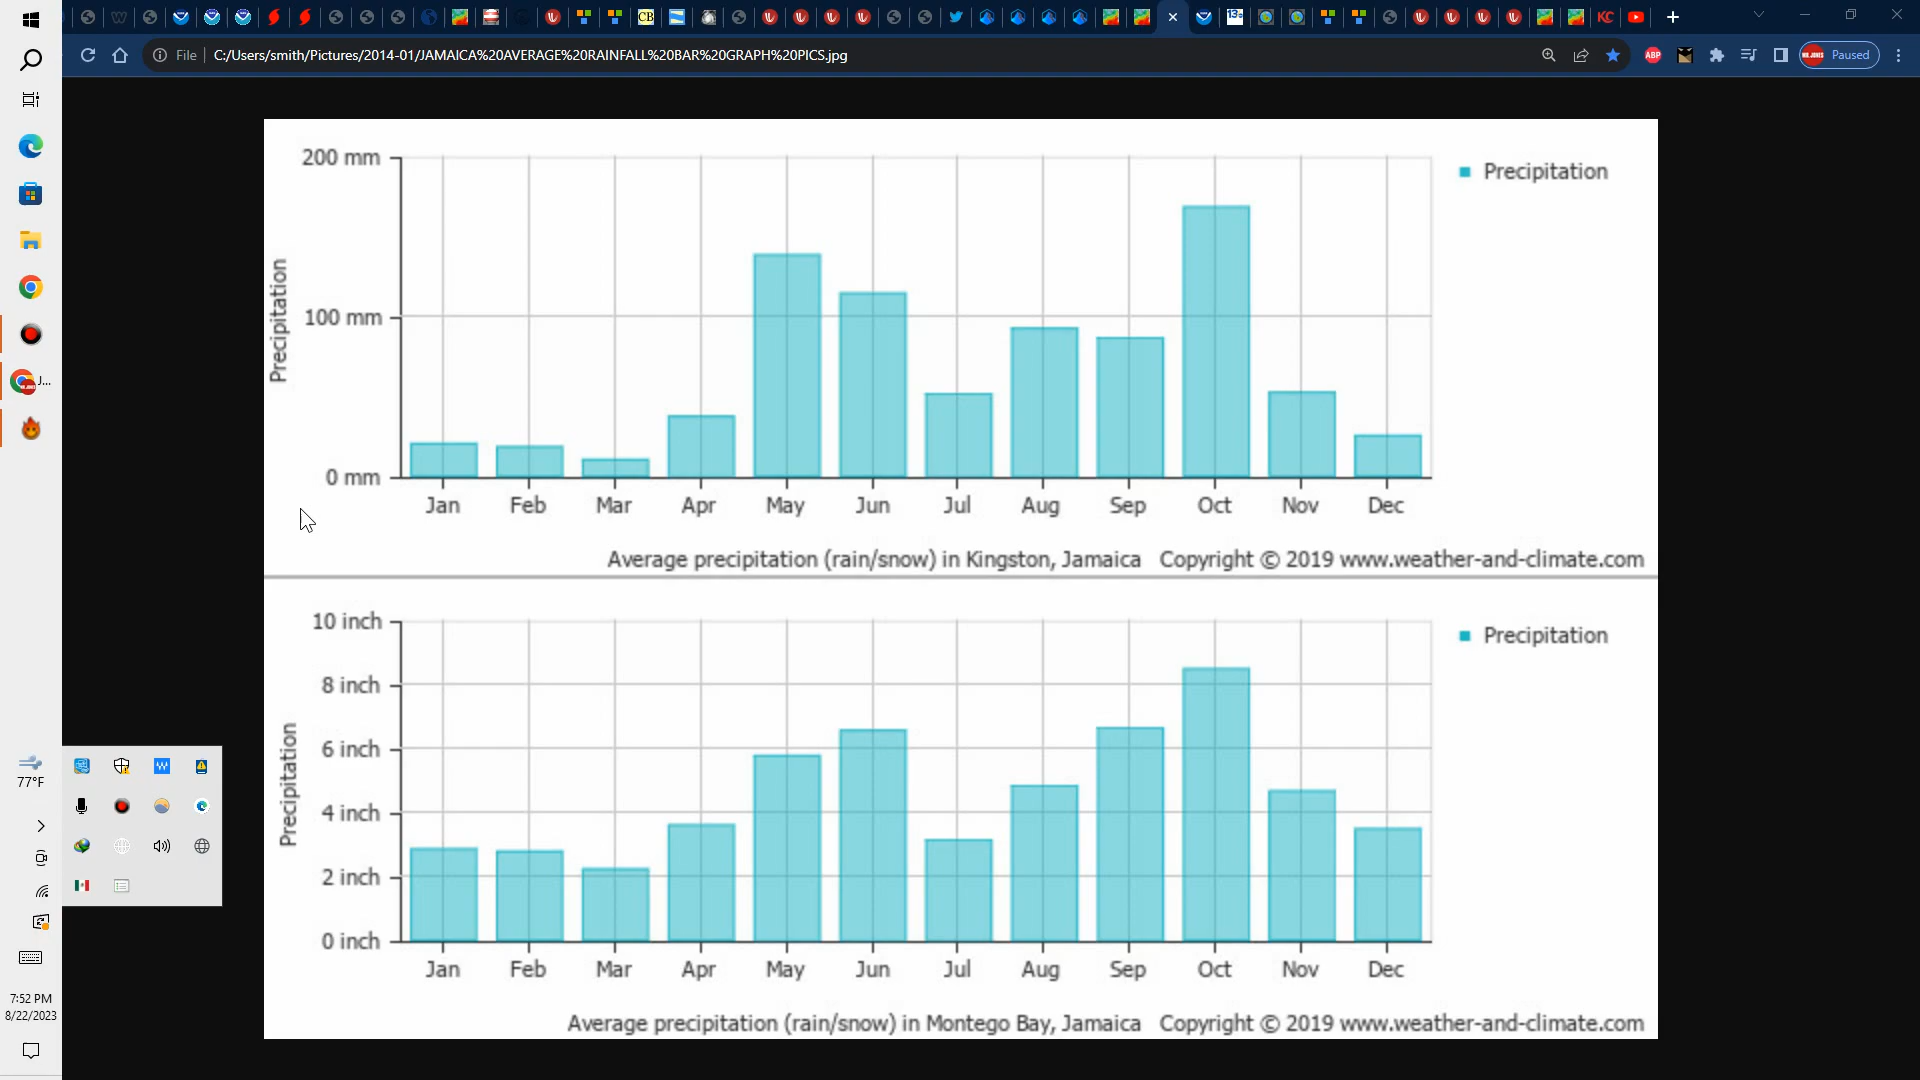 File
C:/Users/smith/Pictures/2014-01/JAMAICA%20AVERAGE%20RAINFALL%20BAR%20GRAPH%20PICS.jpg
ABP
Paused
CB
KC
J...
200 mm
100 mm
0 mm
Precipitation
Precipitation
Jan Feb Mar Apr May Jun Jul Aug Sep Oct Nov Dec
Average precipitation (rain/snow) in Kingston, Jamaica Copyright © 2019 www.weather-and-climate.com
10 inch
8 inch
6 inch
4 inch
2 inch
0 inch
Precipitation
Precipitation
Jan Feb Mar Apr May Jun Jul Aug Sep Oct Nov Dec
Average precipitation (rain/snow) in Montego Bay, Jamaica Copyright © 2019 www.weather-and-climate.com
77°F
7:52 PM
8/22/2023